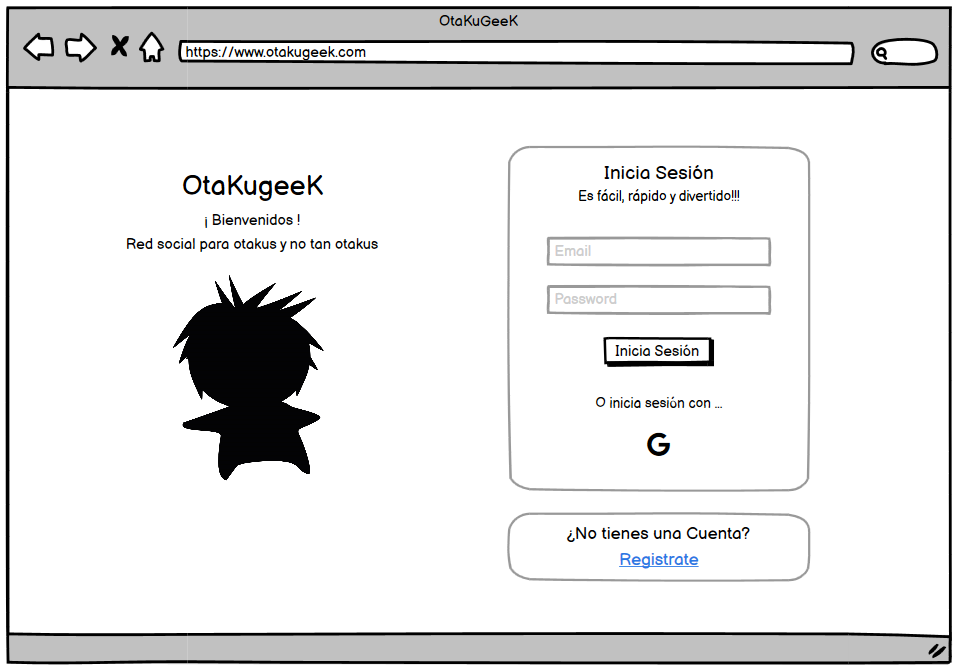 OtaKuGeeK
https://www.otakugeek.com
OtaKugeeK
¡ Bienvenidos !
Red social para otakus y no tan otakus
Inicia Sesión
Es fácil, rápido y divertido!!!
Email
Password
Inicia Sesión
O inicia sesión con ...
G
¿No tienes una Cuenta?
Registrate